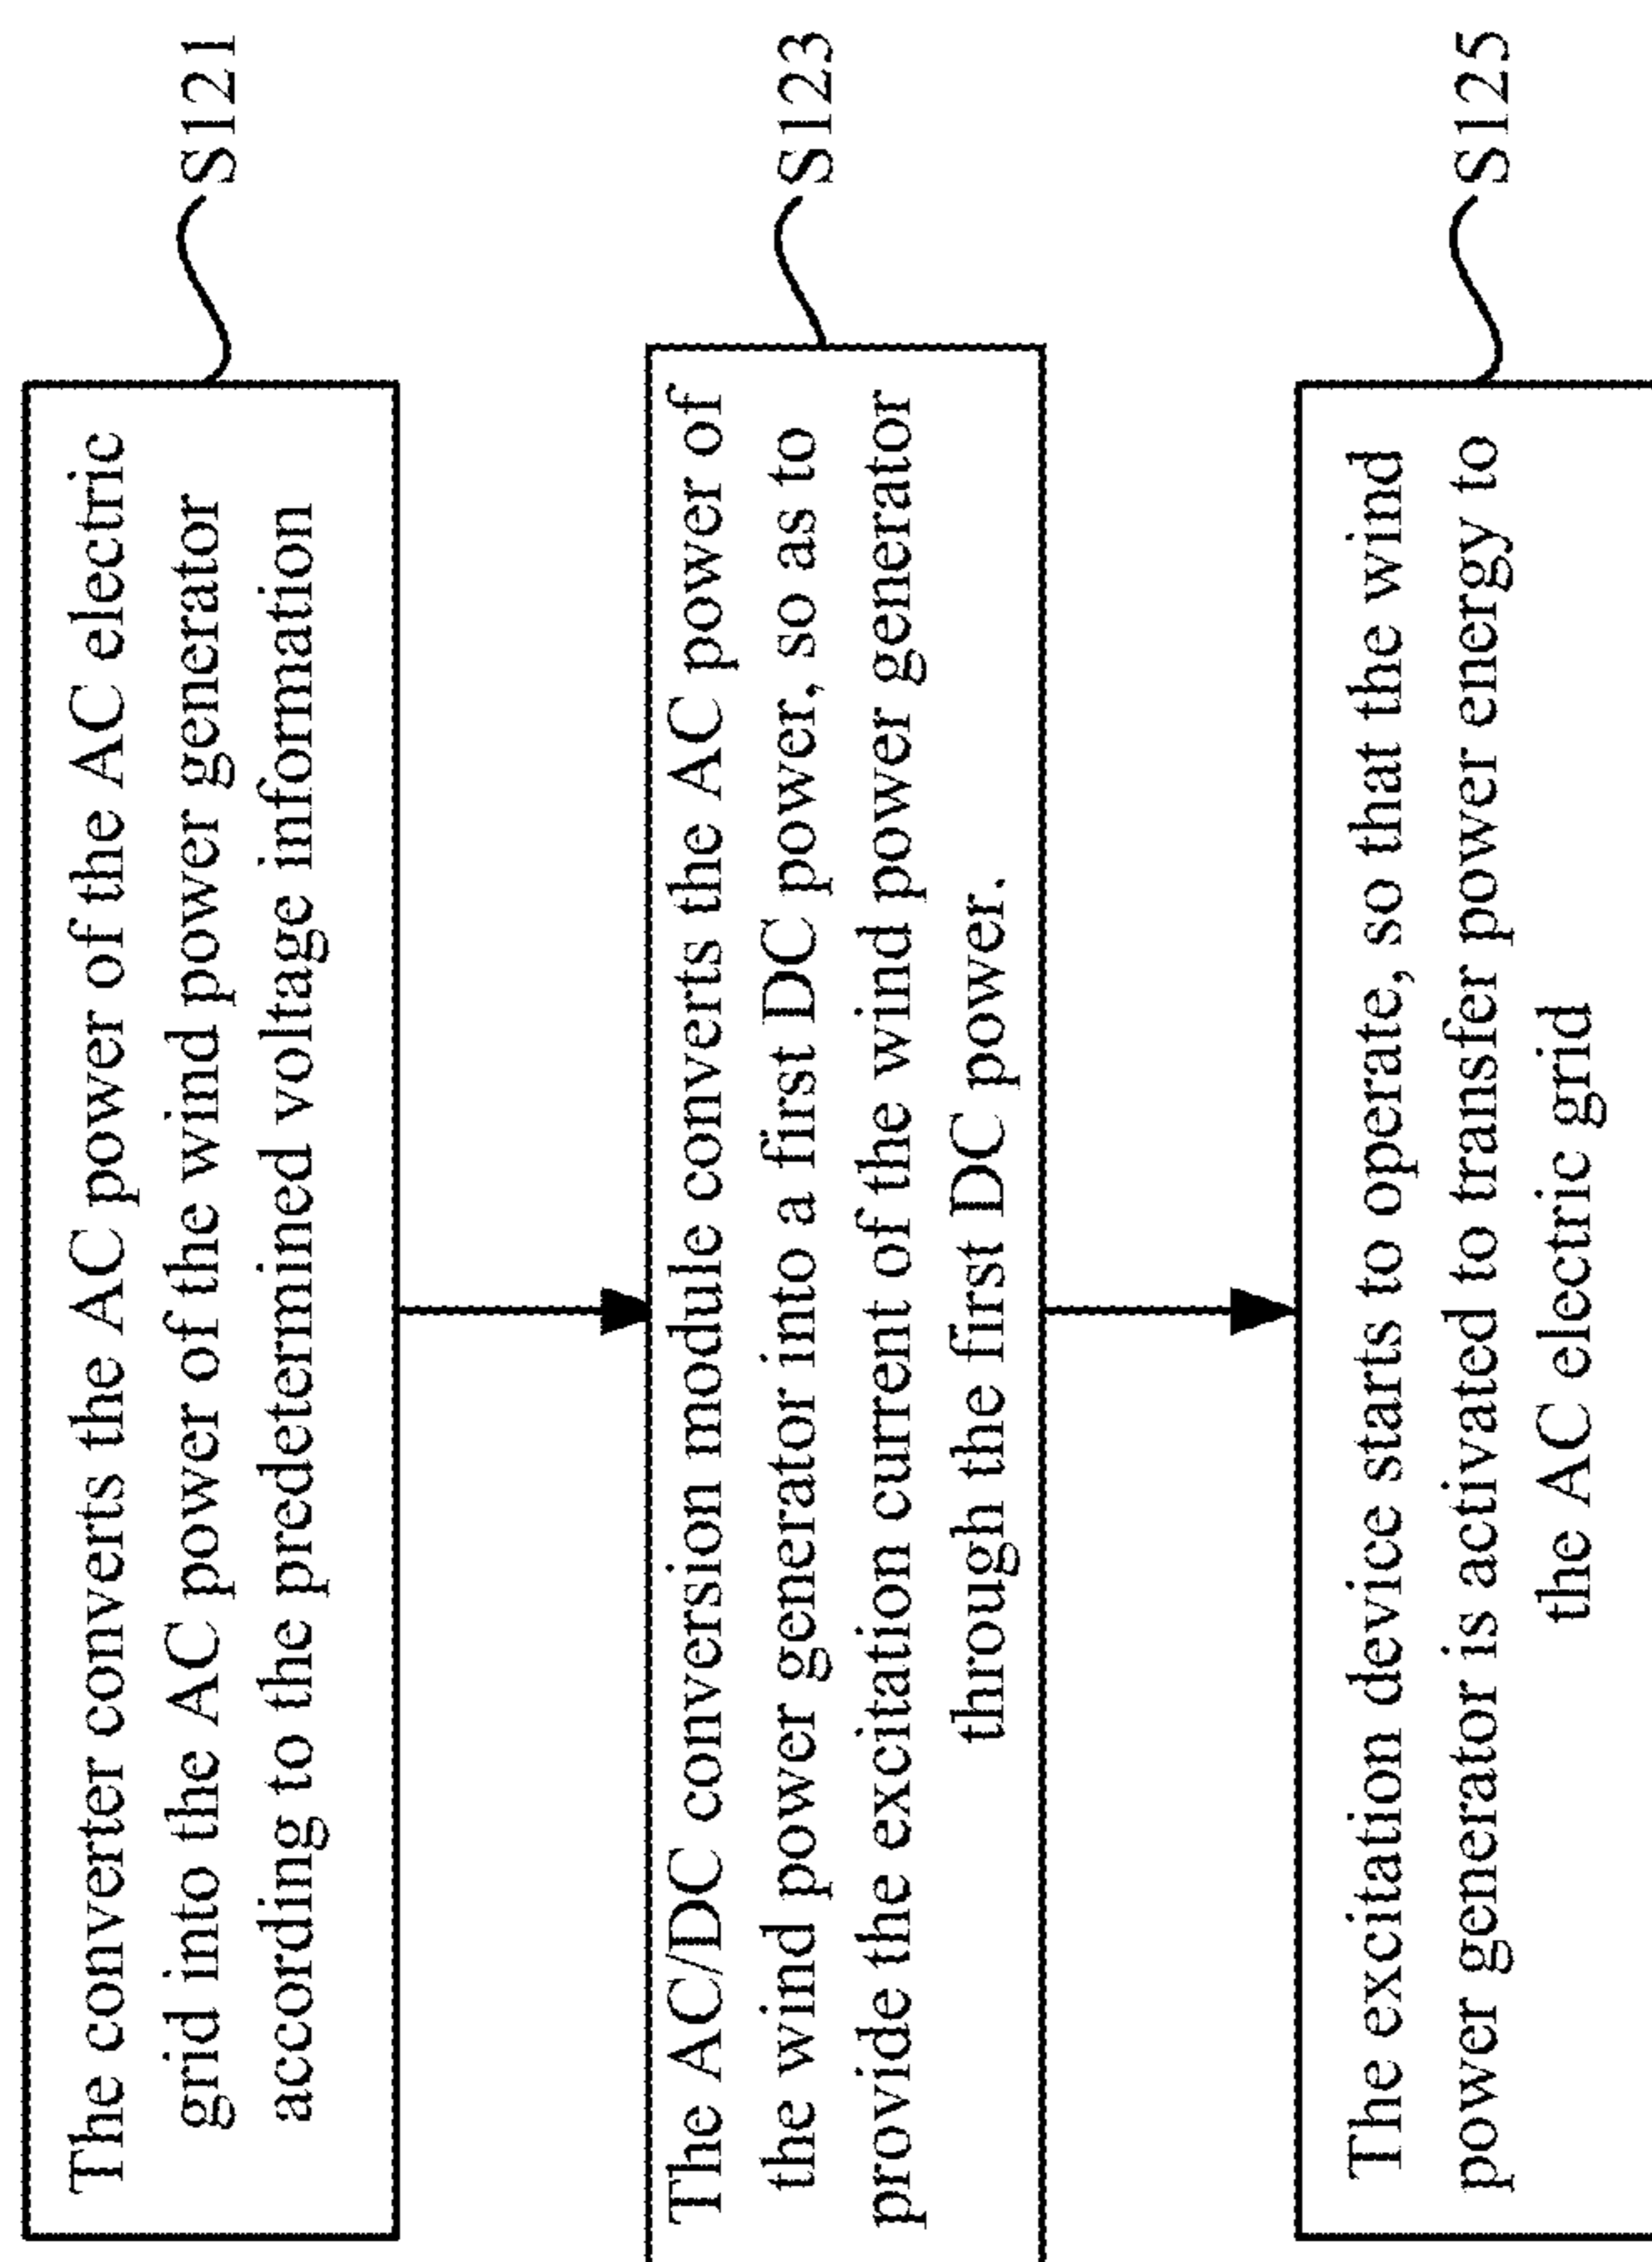 The converter converts the AC power of the AC electric
grid into the AC power of the wind power generator
according to the predetermined voltage information
S121
The AC/DC conversion module converts the AC power of
the wind power generator into a first DC power, so as to
provide the excitation current of the wind power generator
through the first DC power.
S123
The excitation device starts to operate, so that the wind
power generator is activated to transfer power energy to
the AC electric grid
S125